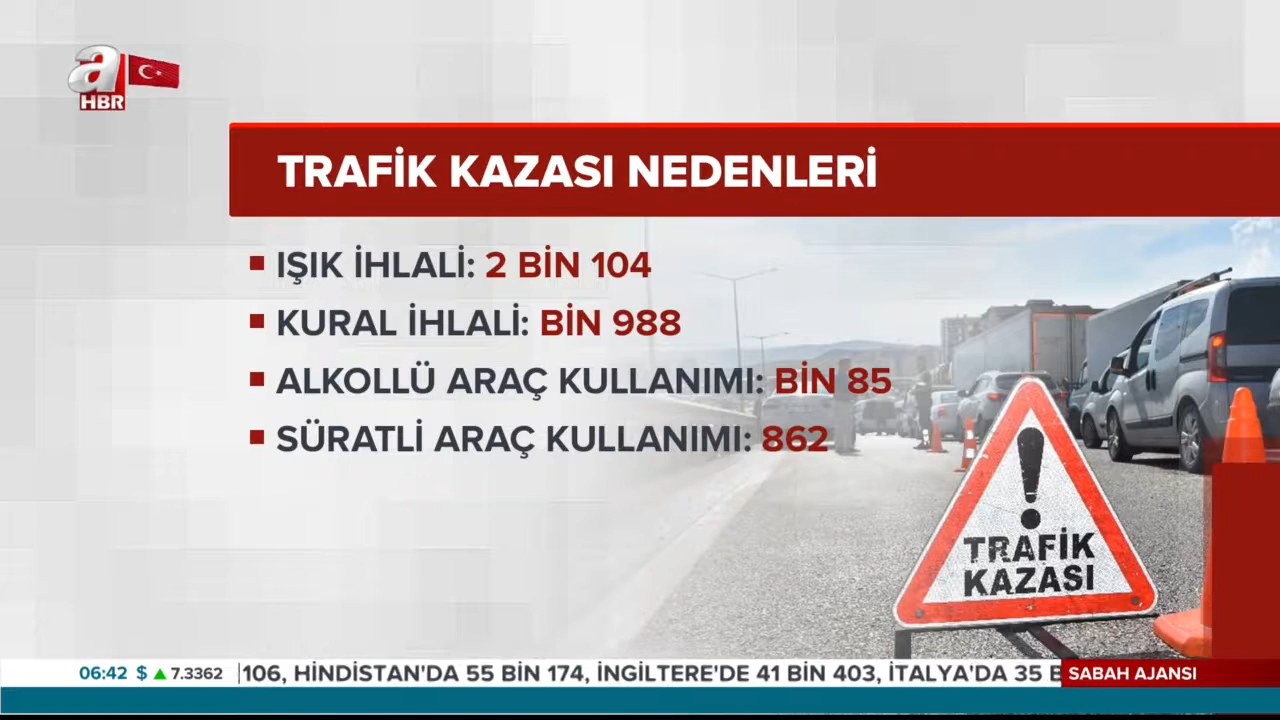 a
HBR
TRAFİK KAZASI NEDENLERİ
IŞIK İHLALİ: 2 BİN 104
KURAL İHLALİ: BİN 988
ALKOLLÜ ARAÇ KULLANIMI: BİN 85
SÜRATLİ ARAÇ KULLANIMI: 862
TRAFİK
KAZASI
06:42 $ ▲ 7.3362 106, HİNDİSTAN'DA 55 BİN 174, İNGİLTERE'DE 41 BİN 403, İTALYA'DA 35 SABAH AJANSI